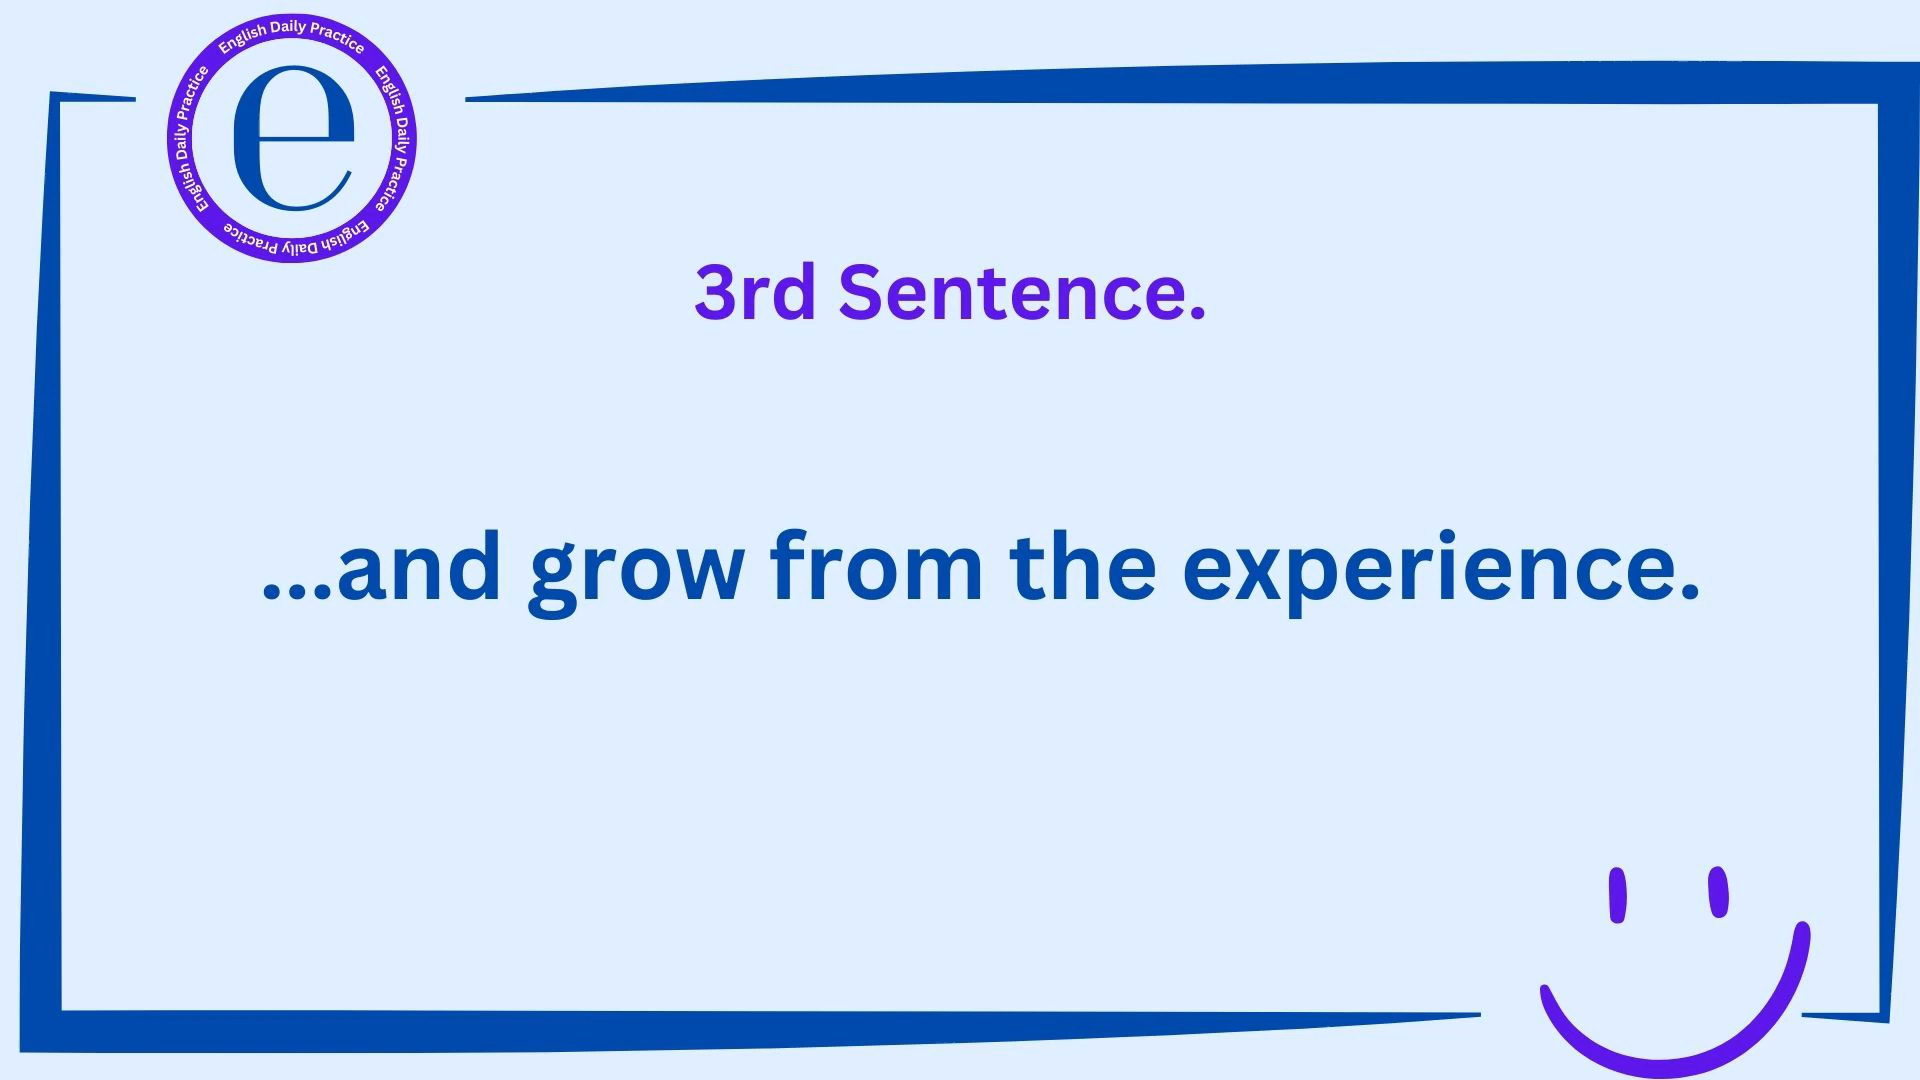 English Daily Practice
English Daily Practice
English Daily Practice
English Daily Practice
e
3rd Sentence.
...and grow from the experience.